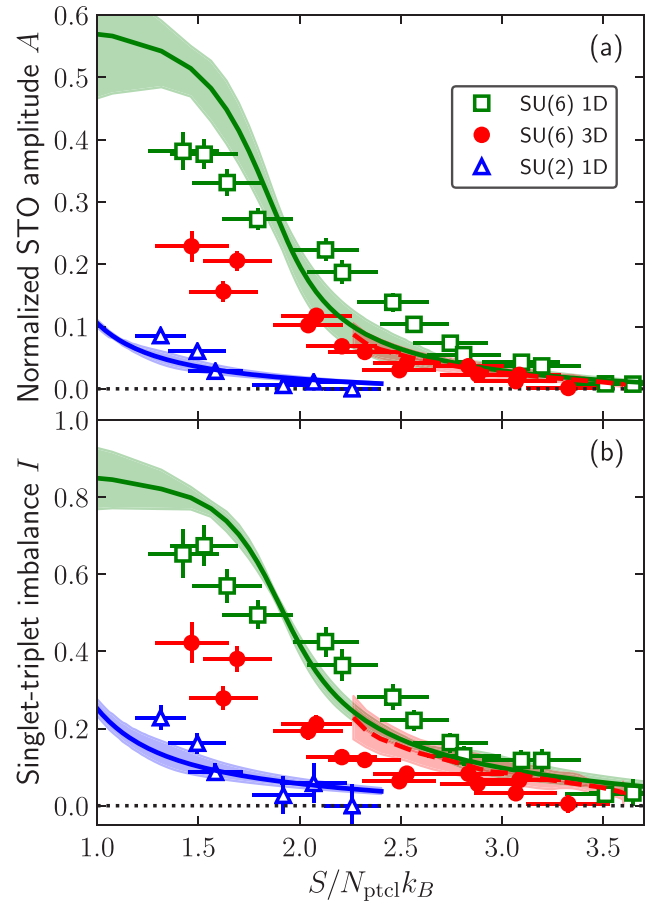 (a)
Normalized STO amplitude A
0.6
0.5
0.4
0.3
0.2
0.1
0.0
SU(6) 1D
SU(6) 3D
SU(2) 1D
(b)
Singlet-triplet imbalance I
1.0
0.8
0.6
0.4
0.2
0.0
1.0 1.5 2.0 2.5 3.0 3.5
S/N_ptcl k_B